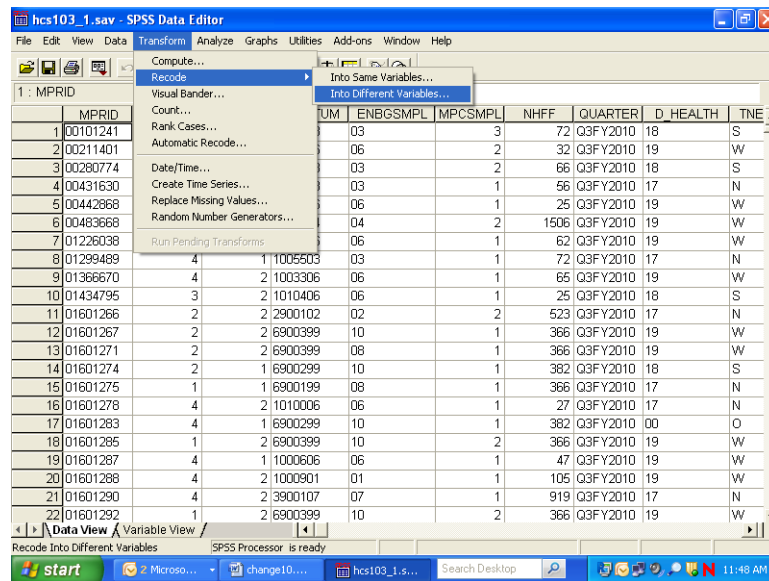 hcs103_1.sav - SPSS Data Editor
File Edit View Data Transform Analyze Graphs Utilities Add-ons Window Help
Compute...
Recode
Visual Bander...
Count...
Rank Cases...
Automatic Recode...
Date/Time...
Create Time Series...
Replace Missing Values...
Random Number Generators...
Run Pending Transforms
Into Same Variables...
Into Different Variables...
1 : MPRID
MPRID UM ENBGSMPL MPCSMPL NHFF QUARTER D_HEALTH TNE
1 00101241 03 3 72 Q3FY2010 18 S
2 00211401 06 2 32 Q3FY2010 19 W
3 00280774 03 2 66 Q3FY2010 18 S
4 00431630 03 1 56 Q3FY2010 17 N
5 00442868 06 1 25 Q3FY2010 19 W
6 00483668 04 2 1506 Q3FY2010 19 W
7 01226038 06 1 62 Q3FY2010 19 W
8 01299489 4 1 1005503 03 1 72 Q3FY2010 17 N
9 01366670 4 2 1003306 06 1 65 Q3FY2010 19 W
10 01434795 3 2 1010406 06 1 25 Q3FY2010 18 S
11 01601266 2 2 2900102 02 2 523 Q3FY2010 17 N
12 01601267 2 2 6900399 10 1 366 Q3FY2010 19 W
13 01601271 2 2 6900399 08 1 366 Q3FY2010 19 W
14 01601274 2 1 6900299 10 1 382 Q3FY2010 18 S
15 01601275 1 1 6900199 08 1 366 Q3FY2010 17 N
16 01601278 4 2 1010006 06 1 27 Q3FY2010 17 N
17 01601283 4 1 6900299 10 1 382 Q3FY2010 00 O
18 01601285 1 2 6900399 10 2 366 Q3FY2010 19 W
19 01601287 4 1 1000606 06 1 47 Q3FY2010 19 W
20 01601288 4 2 1000901 01 1 105 Q3FY2010 19 W
21 01601290 4 2 3900107 07 1 919 Q3FY2010 17 N
22 01601292 1 2 6900399 10 2 366 Q3FY2010 19 W
Data View Variable View
Recode Into Different Variables SPSS Processor is ready
start 2 Microso... change10.... hcs103_1.s... Search Desktop N 11:48 AM